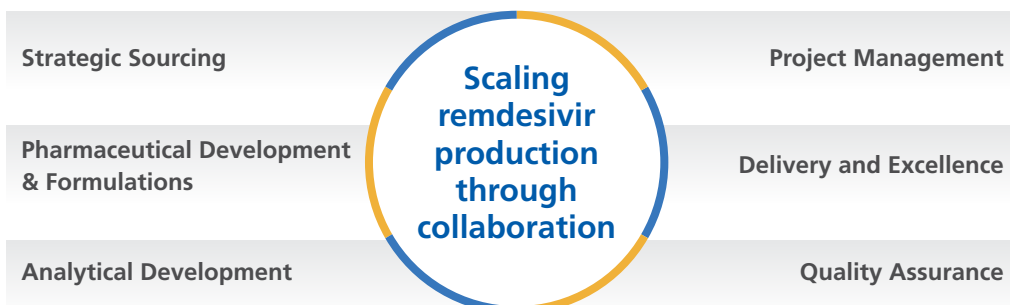 Strategic Sourcing
Pharmaceutical Development
& Formulations
Analytical Development
Scaling
remdesivir
production
through
collaboration
Project Management
Delivery and Excellence
Quality Assurance